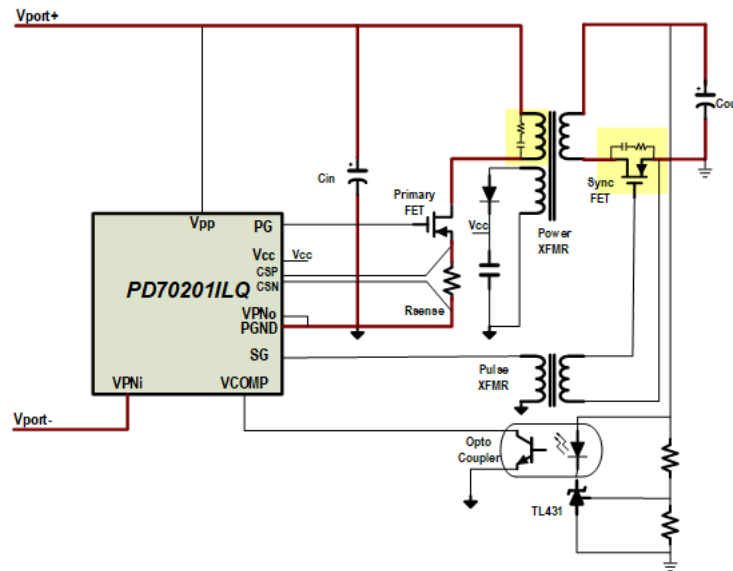 Vport+
Cou
Cin
Primary
FET
Sync
FET
Vpp
PG
Vcc
Power
XFMR
Vcc
Vcc
CSP
CSN
PD70201ILQ
Rsense
VPNo
PGND
SG
Pulse
XFMR
VPNi
VCOMP
Vport-
Opto
Coupler
TL431